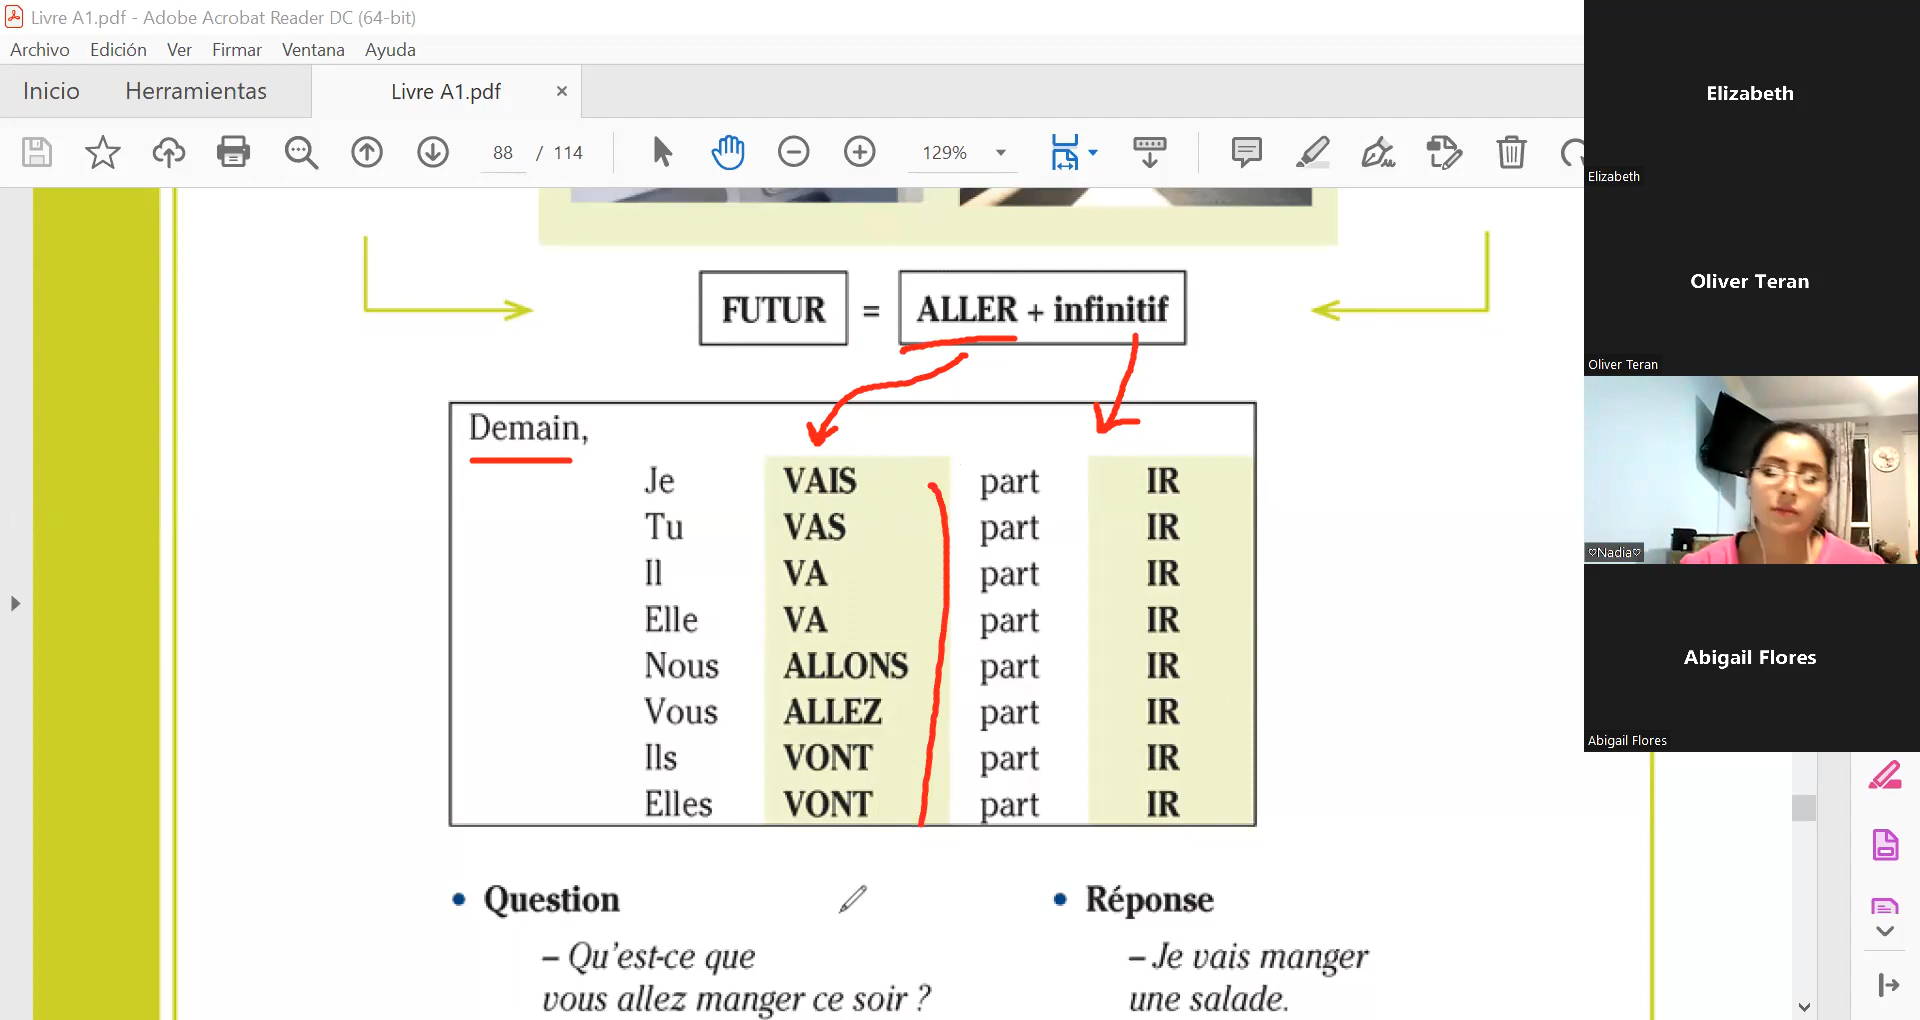 Livre A1.pdf - Adobe Acrobat Reader DC (64-bit)
Archivo Edición Ver Firmar Ventana Ayuda
Inicio Herramientas Livre A1.pdf ×
88 / 114 129%
FUTUR = ALLER + infinitif
Demain,
Je VAIS part IR
Tu VAS part IR
Il VA part IR
Elle VA part IR
Nous ALLONS part IR
Vous ALLEZ part IR
Ils VONT part IR
Elles VONT part IR
• Question
– Qu'est-ce que
vous allez manger ce soir ?
• Réponse
– Je vais manger
une salade.
Elizabeth
Elizabeth
Oliver Teran
Oliver Teran
♡Nadia♡
Abigail Flores
Abigail Flores